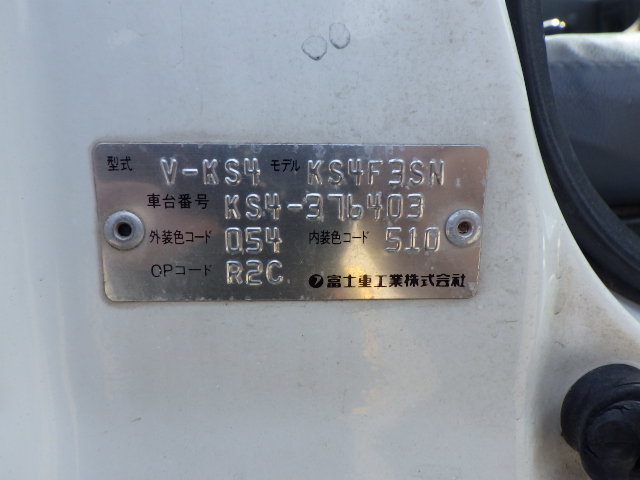 型式 V-KS4 モデル KS4F3SN
車台番号 KS4-376403
外装色コード 054 内装色コード 510
OPコード R2C 富士重工業株式会社